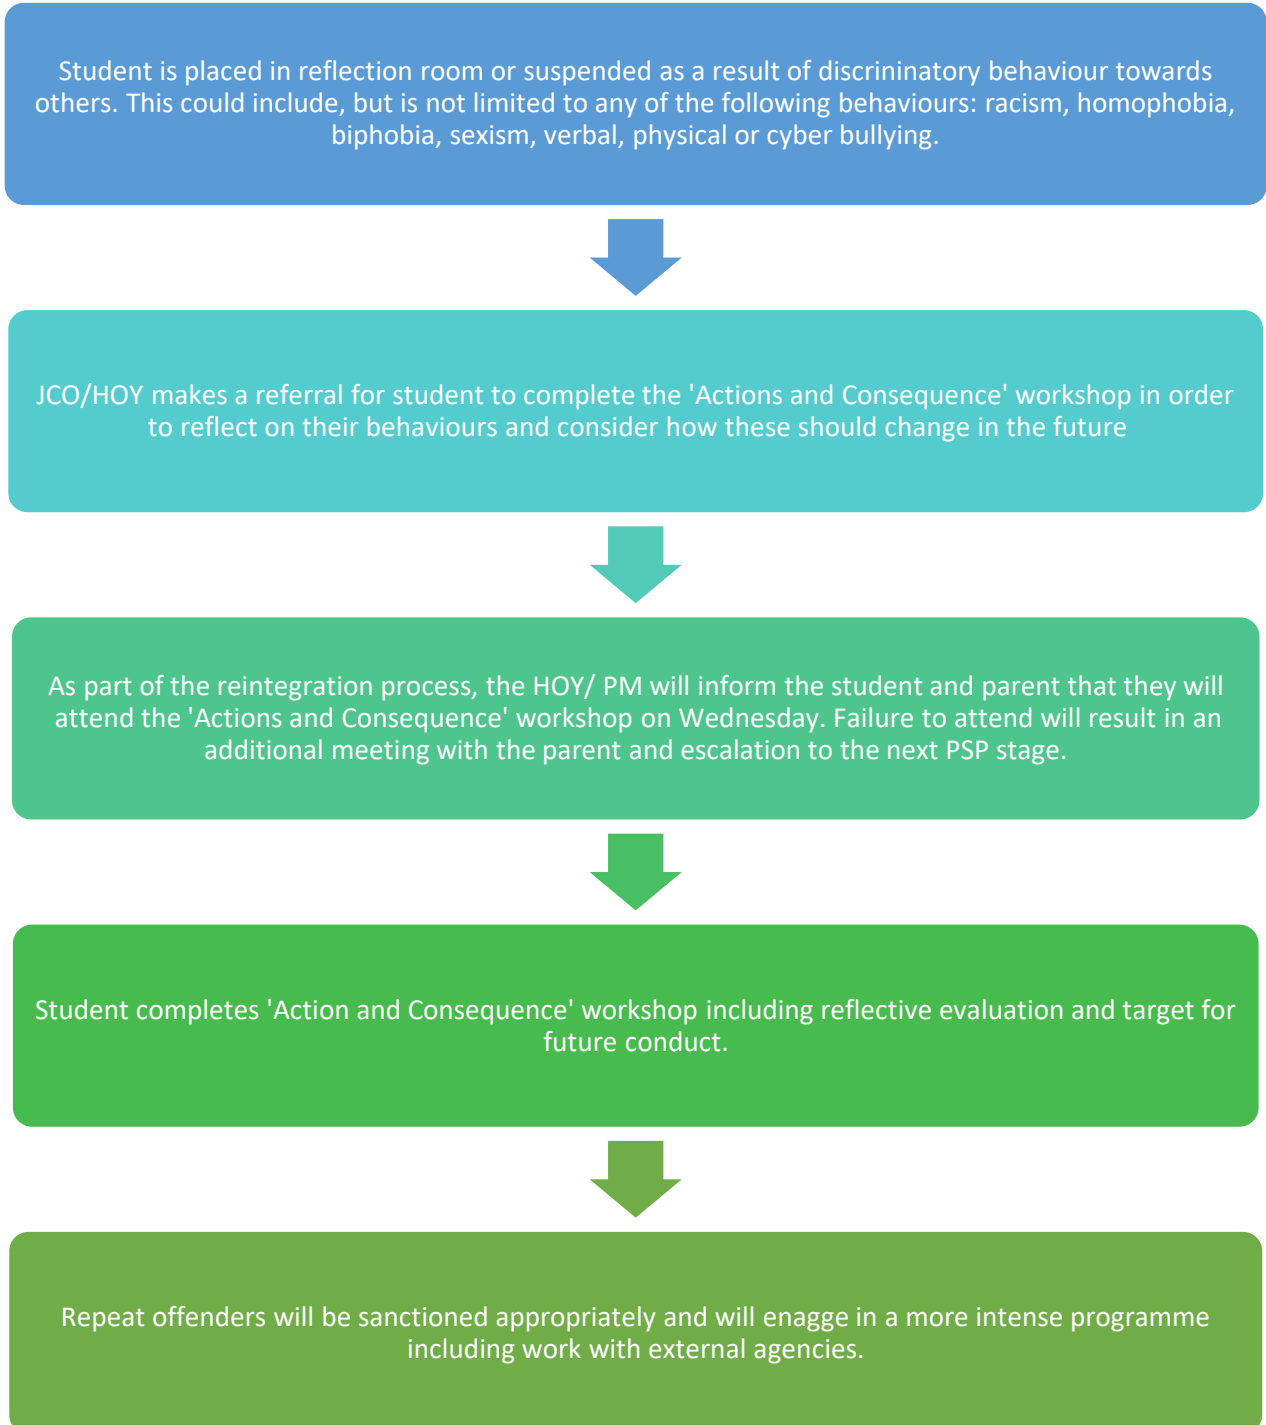 Student is placed in reflection room or suspended as a result of discrininatory behaviour towards
others. This could include, but is not limited to any of the following behaviours: racism, homophobia,
biphobia, sexism, verbal, physical or cyber bullying.
JCO/HOY makes a referral for student to complete the 'Actions and Consequence' workshop in order
to reflect on their behaviours and consider how these should change in the future
As part of the reintegration process, the HOY/ PM will inform the student and parent that they will
attend the 'Actions and Consequence' workshop on Wednesday. Failure to attend will result in an
additional meeting with the parent and escalation to the next PSP stage.
Student completes 'Action and Consequence' workshop including reflective evaluation and target for
future conduct.
Repeat offenders will be sanctioned appropriately and will enagge in a more intense programme
including work with external agencies.